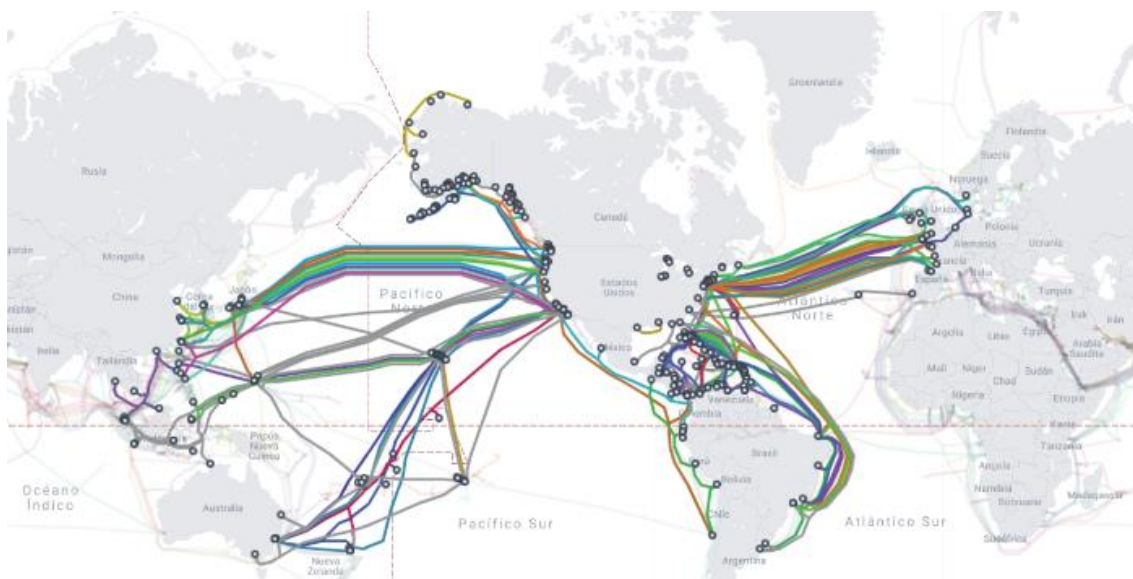 Groenlandia
Finlandia
Islandia
Suecia
Noruega
Rusia
Canadá
Polonia
Alemania
Ucrania
Mongolia
Estados
Unidos
España
Italia
Turquía
China
Japón
Pacífico
Norte
Atlántico
Norte
Irak
Irán
India
Tailandia
México
Argelia
Libia
Egipto
Arabia
Saudita
Malí
Níger
Chad
Sudán
Nigeria
Etiopía
Venezuela
Colombia
Kenia
Tanzania
Papúa
Nueva
Guinea
Brasil
Perú
Bolivia
Angola
Namibia
Botsuana
Madagascar
Océano
Índico
Australia
Pacífico Sur
Chile
Atlántico Sur
Sudáfrica
Argentina
Nueva
Zelanda